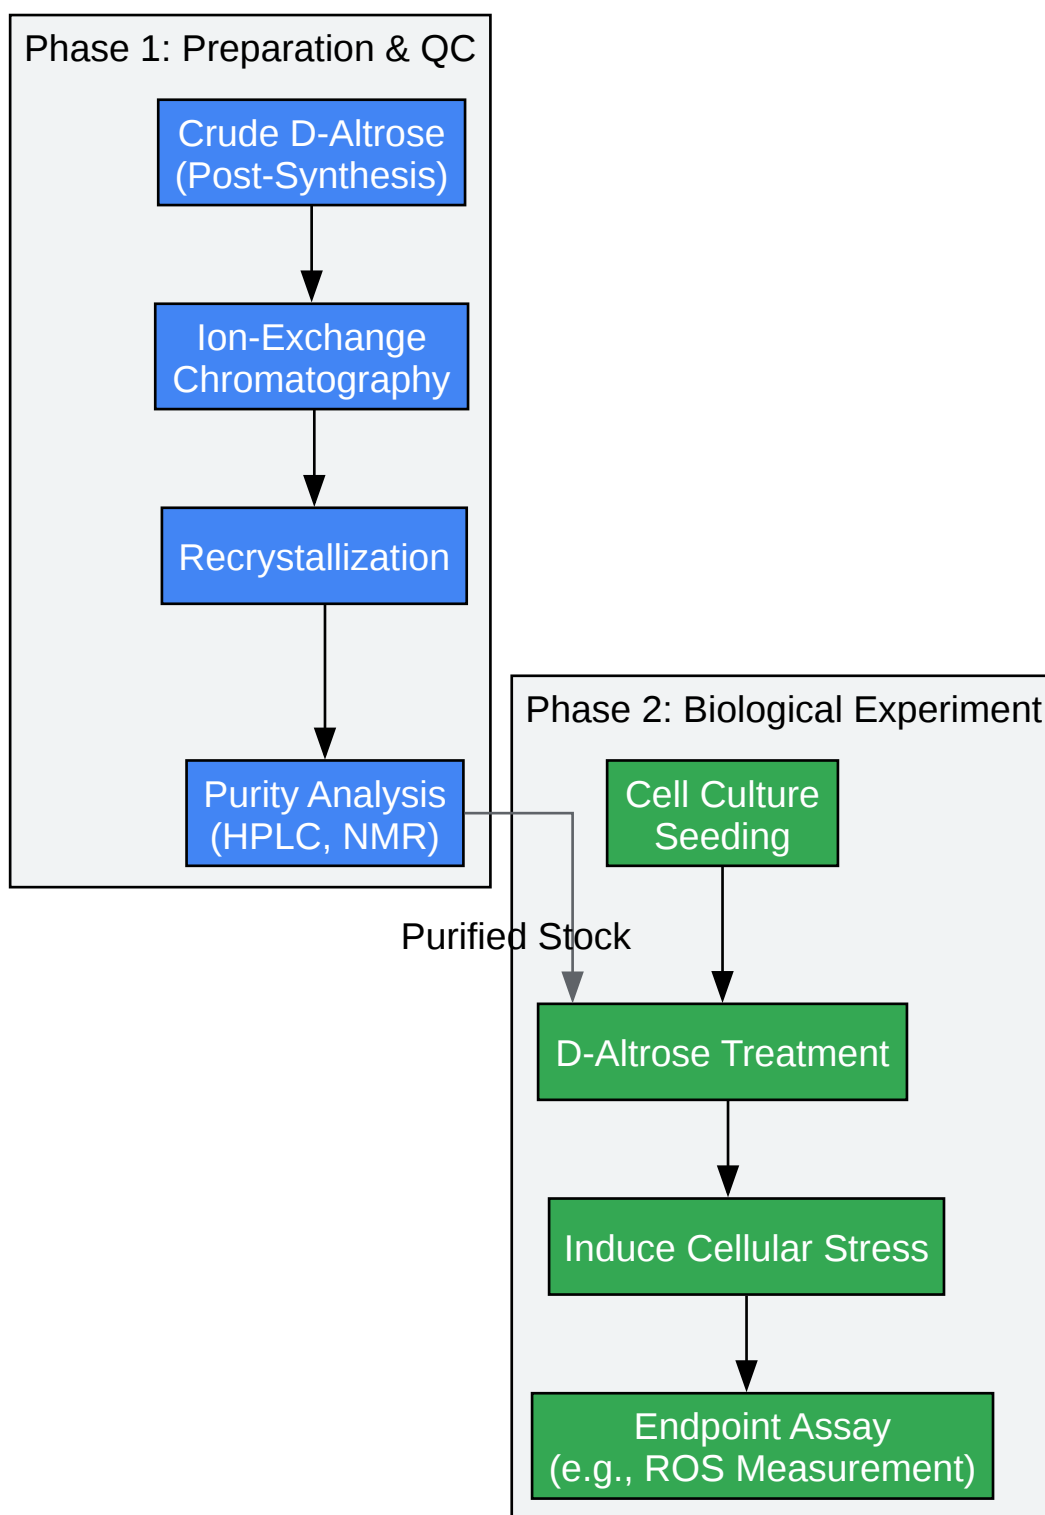 Phase 1: Preparation & QC
Crude D-Altrose
(Post-Synthesis)
Ion-Exchange
Chromatography
Recrystallization
Purity Analysis
(HPLC, NMR)
Purified Stock
Phase 2: Biological Experiment
Cell Culture
Seeding
D-Altrose Treatment
Induce Cellular Stress
Endpoint Assay
(e.g., ROS Measurement)